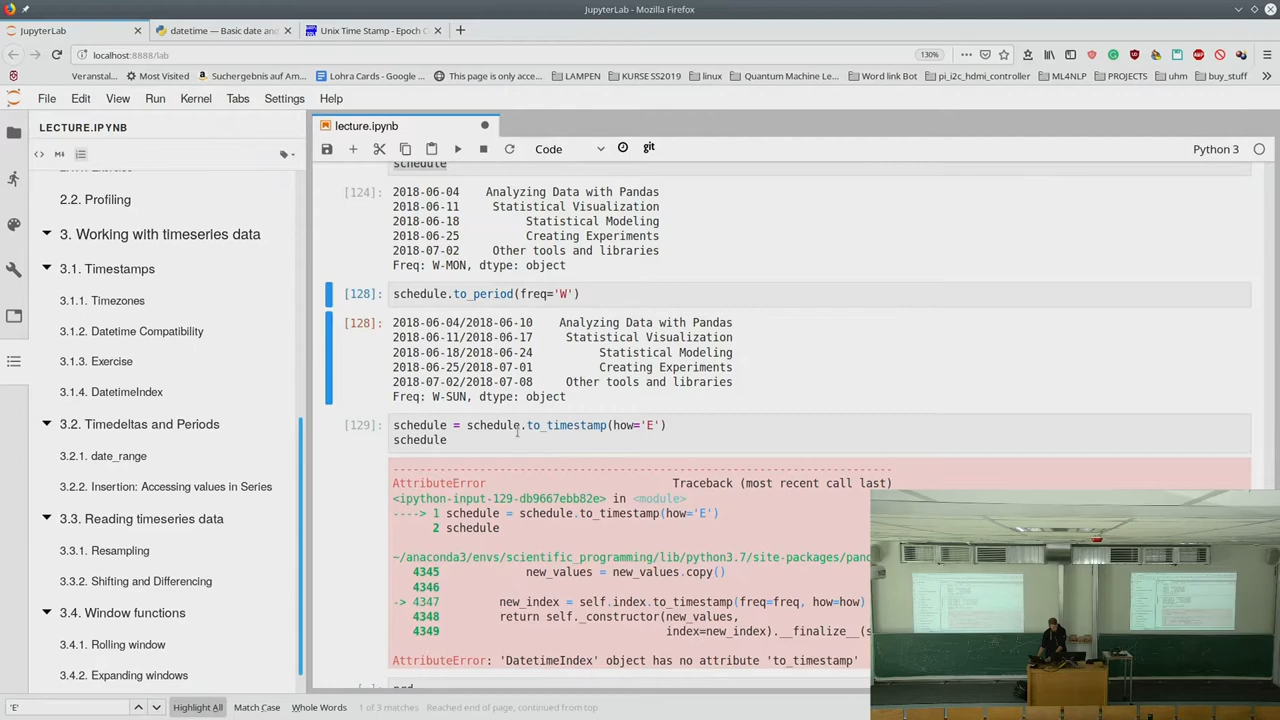 JupyterLab - Mozilla Firefox
JupyterLab
datetime — Basic date and
Unix Time Stamp - Epoch C
localhost:8888/lab
130%
Veranstal...
Most Visited
Suchergebnis auf Am...
Lohra Cards - Google ...
This page is only acce...
LAMPEN
KURSE SS2019
linux
Quantum Machine Le...
Word link Bot
pi_i2c_hdmi_controller
ML4NLP
PROJECTS
uhm
buy_stuff
File Edit View Run Kernel Tabs Settings Help
LECTURE.IPYNB
2.2. Profiling
3. Working with timeseries data
3.1. Timestamps
3.1.1. Timezones
3.1.2. Datetime Compatibility
3.1.3. Exercise
3.1.4. DatetimeIndex
3.2. Timedeltas and Periods
3.2.1. date_range
3.2.2. Insertion: Accessing values in Series
3.3. Reading timeseries data
3.3.1. Resampling
3.3.2. Shifting and Differencing
3.4. Window functions
3.4.1. Rolling window
3.4.2. Expanding windows
lecture.ipynb
Code
git
Python 3
schedule
[124]: 2018-06-04 Analyzing Data with Pandas
2018-06-11 Statistical Visualization
2018-06-18 Statistical Modeling
2018-06-25 Creating Experiments
2018-07-02 Other tools and libraries
Freq: W-MON, dtype: object
[128]: schedule.to_period(freq='W')
[128]: 2018-06-04/2018-06-10 Analyzing Data with Pandas
2018-06-11/2018-06-17 Statistical Visualization
2018-06-18/2018-06-24 Statistical Modeling
2018-06-25/2018-07-01 Creating Experiments
2018-07-02/2018-07-08 Other tools and libraries
Freq: W-SUN, dtype: object
[129]: schedule = schedule.to_timestamp(how='E')
schedule
---------------------------------------------------------------------------
AttributeError Traceback (most recent call last)
<ipython-input-129-db9667ebb82e> in <module>
----> 1 schedule = schedule.to_timestamp(how='E')
2 schedule
~/anaconda3/envs/scientific_programming/lib/python3.7/site-packages/pand
4345 new_values = new_values.copy()
4346
-> 4347 new_index = self.index.to_timestamp(freq=freq, how=how)
4348 return self._constructor(new_values,
4349 index=new_index).__finalize__(s
AttributeError: 'DatetimeIndex' object has no attribute 'to_timestamp'
'E'
Highlight All
Match Case
Whole Words
1 of 3 matches
Reached end of page, continued from top